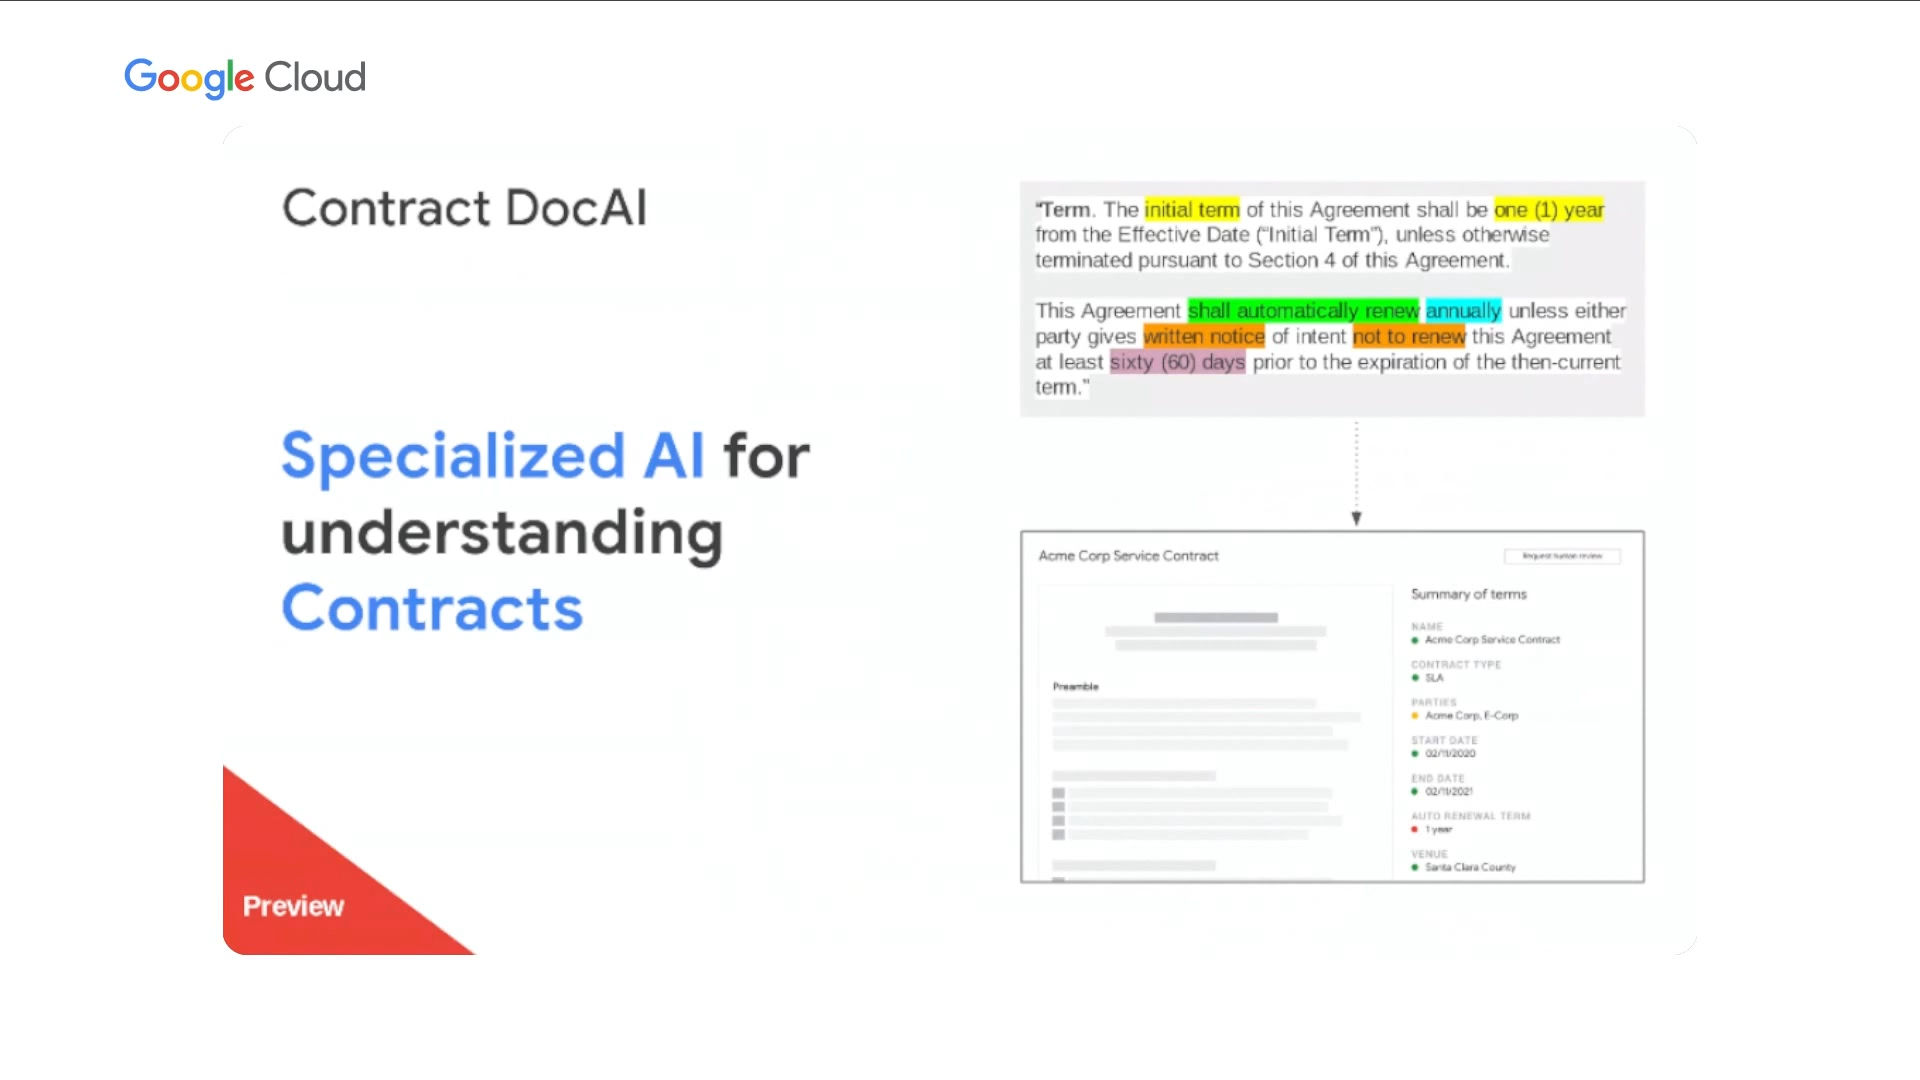 Google Cloud
Contract DocAI
Specialized AI for
understanding
Contracts
Preview
“Term. The initial term of this Agreement shall be one (1) year
from the Effective Date (“Initial Term”), unless otherwise
terminated pursuant to Section 4 of this Agreement.
This Agreement shall automatically renew annually unless either
party gives written notice of intent not to renew this Agreement
at least sixty (60) days prior to the expiration of the then-current
term.”
Acme Corp Service Contract
Request human review
Preamble
Summary of terms
NAME
Acme Corp Service Contract
CONTRACT TYPE
SLA
PARTIES
Acme Corp, E-Corp
START DATE
02/11/2020
END DATE
02/11/2021
AUTO RENEWAL TERM
1 year
VENUE
Santa Clara County